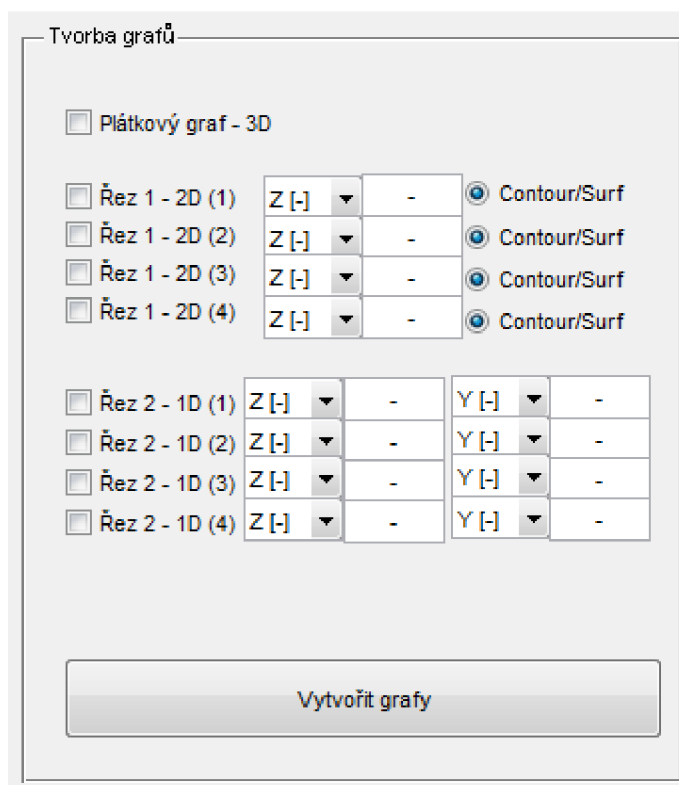 Tvorba grafů
Plátkový graf - 3D
Řez 1 - 2D (1) Z [-] - Contour/Surf
Řez 1 - 2D (2) Z [-] - Contour/Surf
Řez 1 - 2D (3) Z [-] - Contour/Surf
Řez 1 - 2D (4) Z [-] - Contour/Surf
Řez 2 - 1D (1) Z [-] - Y [-] -
Řez 2 - 1D (2) Z [-] - Y [-] -
Řez 2 - 1D (3) Z [-] - Y [-] -
Řez 2 - 1D (4) Z [-] - Y [-] -
Vytvořit grafy